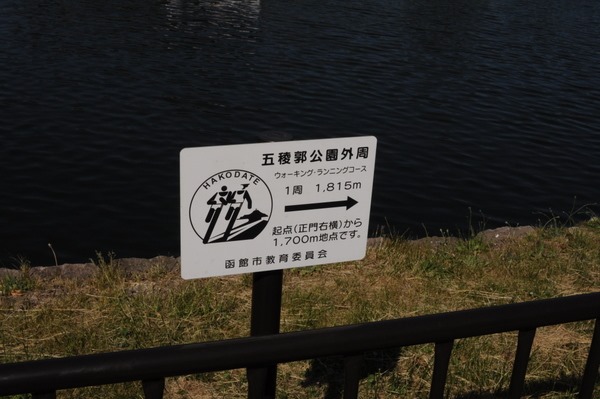 五稜郭公園外周
ウォーキング・ランニングコース
1周 1,815m
HAKODATE
起点(正門右横)から
1,700m地点です。
函館市教育委員会